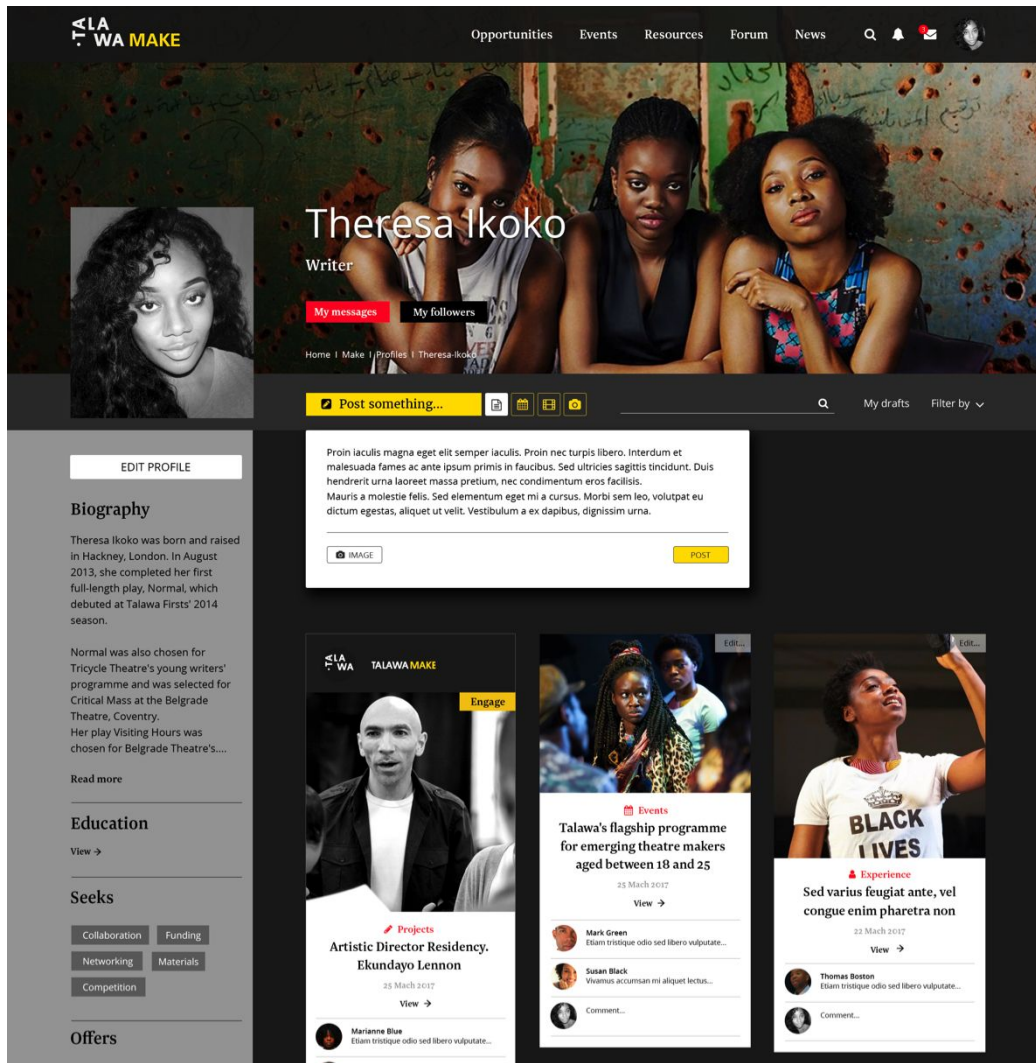 TALA
WA MAKE
Opportunities Events Resources Forum News
Theresa Ikoko
Writer
My messages My followers
Home | Make | Profiles | Theresa-Ikoko
Post something... My drafts Filter by
EDIT PROFILE
Biography
Theresa Ikoko was born and raised
in Hackney, London. In August
2013, she completed her first
full-length play, Normal, which
debuted at Talawa Firsts' 2014
season.
Normal was also chosen for
Tricycle Theatre's young writers'
programme and was selected for
Critical Mass at the Belgrade
Theatre, Coventry.
Her play Visiting Hours was
chosen for Belgrade Theatre's....
Read more
Education
View →
Seeks
Collaboration Funding
Networking Materials
Competition
Offers
Proin iaculis magna eget elit semper iaculis. Proin nec turpis libero. Interdum et
malesuada fames ac ante ipsum primis in faucibus. Sed ultricies sagittis tincidunt. Duis
hendrerit urna laoreet massa pretium, nec condimentum eros facilisis.
Mauris a molestie felis. Sed elementum eget mi a cursus. Morbi sem leo, volutpat eu
dictum egestas, aliquet ut velit. Vestibulum a ex dapibus, dignissim urna.
IMAGE POST
TALA
WA TALAWA MAKE
Engage
Projects
Artistic Director Residency.
Ekundayo Lennon
25 Mach 2017
View →
Marianne Blue
Etiam tristique odio sed libero vulputate...
Edit...
Events
Talawa's flagship programme
for emerging theatre makers
aged between 18 and 25
25 Mach 2017
View →
Mark Green
Etiam tristique odio sed libero vulputate...
Susan Black
Vivamus accumsan mi aliquet lectus...
Comment...
Edit...
BLACK
LIVES
Experience
Sed varius feugiat ante, vel
congue enim pharetra non
22 Mach 2017
View →
Thomas Boston
Etiam tristique odio sed libero vulputate...
Comment...